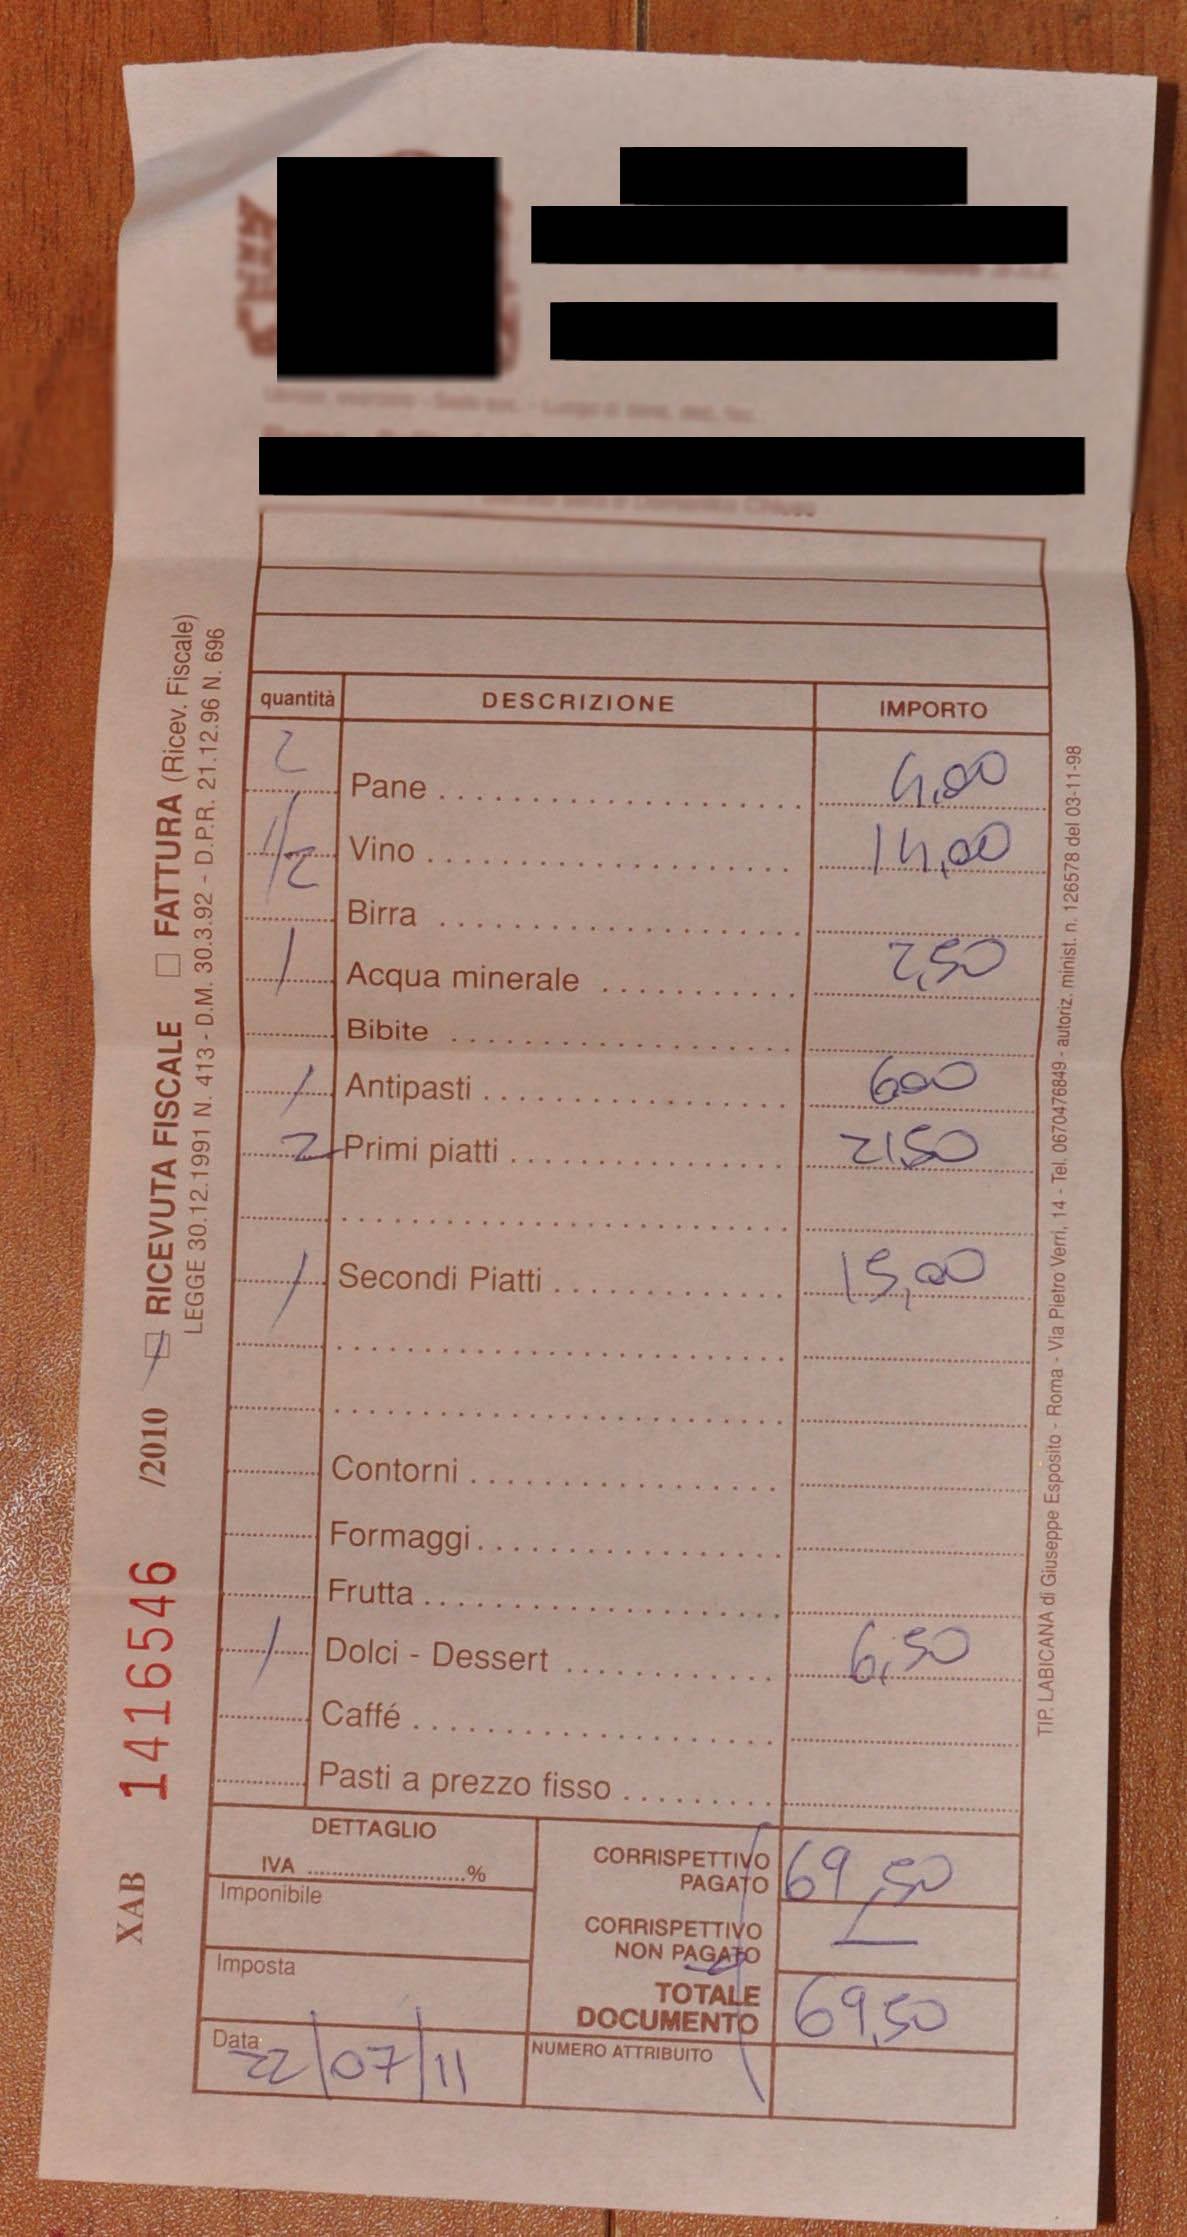 quantità DESCRIZIONE IMPORTO
2 Pane 4,00
1/2 Vino 14,00
Birra
1 Acqua minerale 2,50
Bibite
1 Antipasti 6,00
2 Primi piatti 21,50
1 Secondi Piatti 15,00
Contorni
Formaggi
Frutta
1 Dolci - Dessert 6,50
Caffé
Pasti a prezzo fisso
DETTAGLIO
IVA %
Imponibile
Imposta
Data 22/07/11
CORRISPETTIVO
PAGATO 69,50
CORRISPETTIVO
NON PAGATO
TOTALE
DOCUMENTO 69,50
NUMERO ATTRIBUITO
XAB 1416546 /2010 RICEVUTA FISCALE FATTURA (Ricev. Fiscale)
LEGGE 30.12.1991 N. 413 - D.M. 30.3.92 - D.P.R. 21.12.96 N. 696
TIP. LABICANA di Giuseppe Esposito - Roma - Via Pietro Verri, 14 - Tel. 0670476849 - autoriz. minist. n. 126578 del 03-11-98